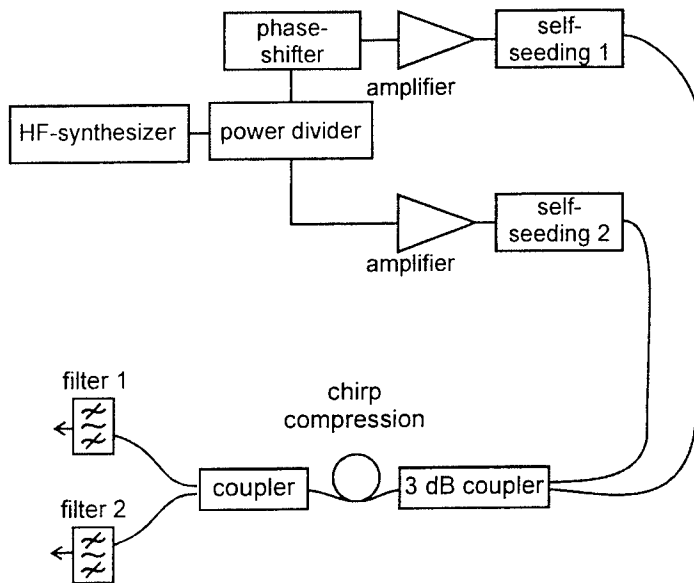 phase-
shifter
amplifier
self-
seeding 1
HF-synthesizer
power divider
amplifier
self-
seeding 2
filter 1
chirp
compression
coupler
3 dB coupler
filter 2